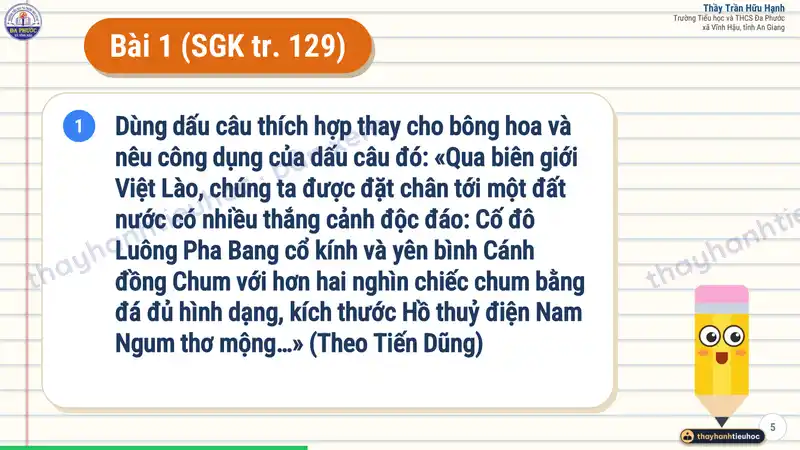 Thầy Trần Hữu Hạnh
Trường Tiểu học và THCS Đa Phước
xã Vĩnh Hậu, tỉnh An Giang
ĐA PHƯỚC
Bài 1 (SGK tr. 129)
1
Dùng dấu câu thích hợp thay cho bông hoa và
nêu công dụng của dấu câu đó: «Qua biên giới
Việt Lào, chúng ta được đặt chân tới một đất
nước có nhiều thắng cảnh độc đáo: Cố đô
Luông Pha Bang cổ kính và yên bình Cánh
đồng Chum với hơn hai nghìn chiếc chum bằng
đá đủ hình dạng, kích thước Hồ thuỷ điện Nam
Ngum thơ mộng…» (Theo Tiến Dũng)
5
thayhanhtieuhoc